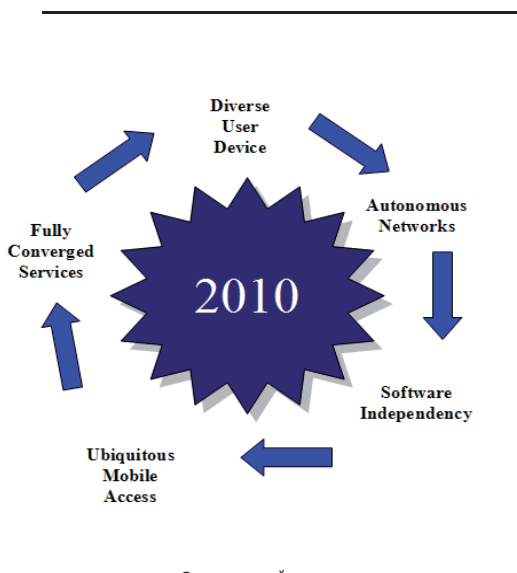 Diverse
User
Device
Autonomous
Networks
Software
Independency
Ubiquitous
Mobile
Access
Fully
Converged
Services
2010